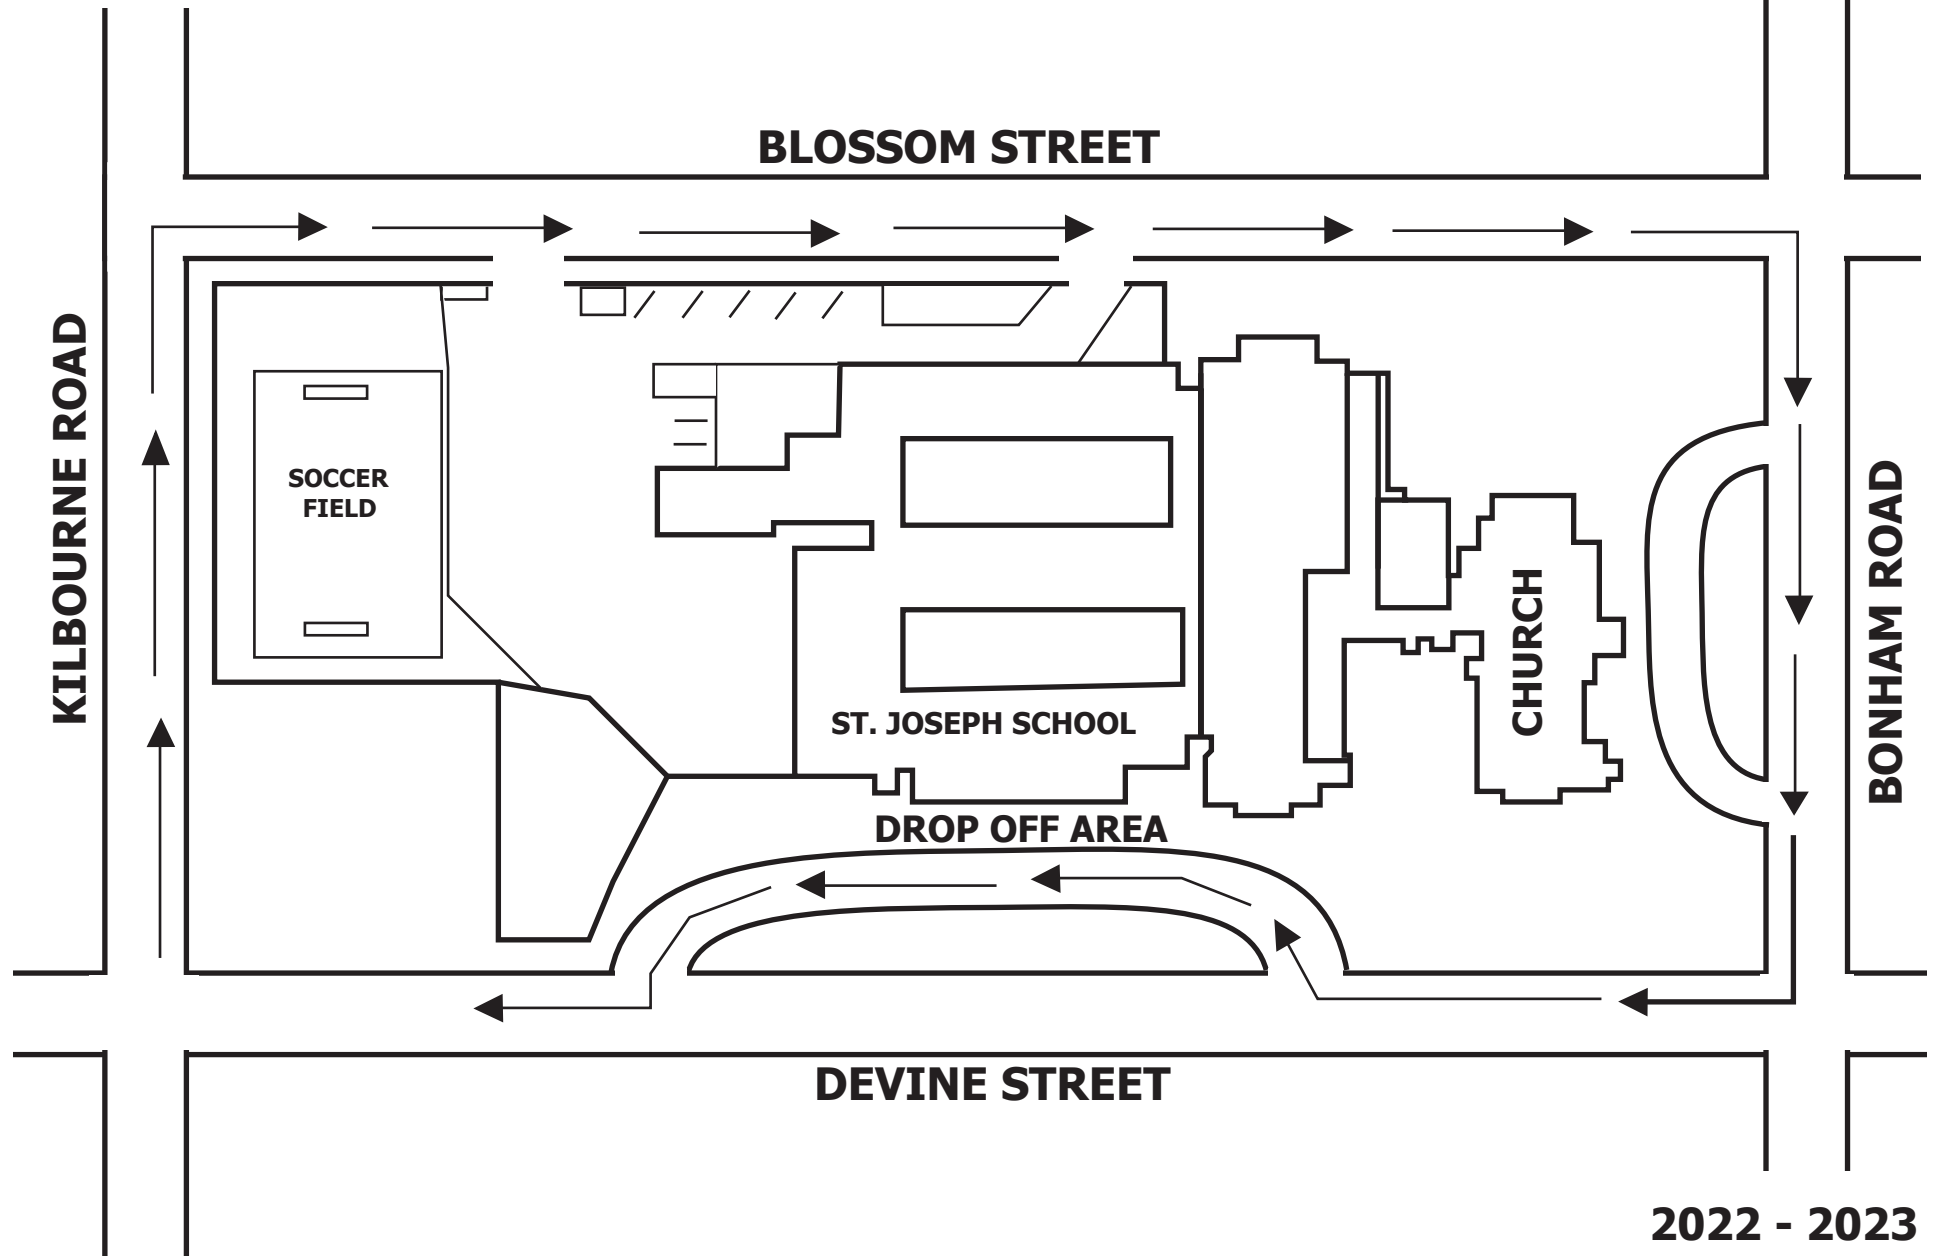 BLOSSOM STREET
KILBOURNE ROAD
SOCCER
FIELD
BONHAM ROAD
CHURCH
ST. JOSEPH SCHOOL
DROP OFF AREA
DEVINE STREET
2022 - 2023